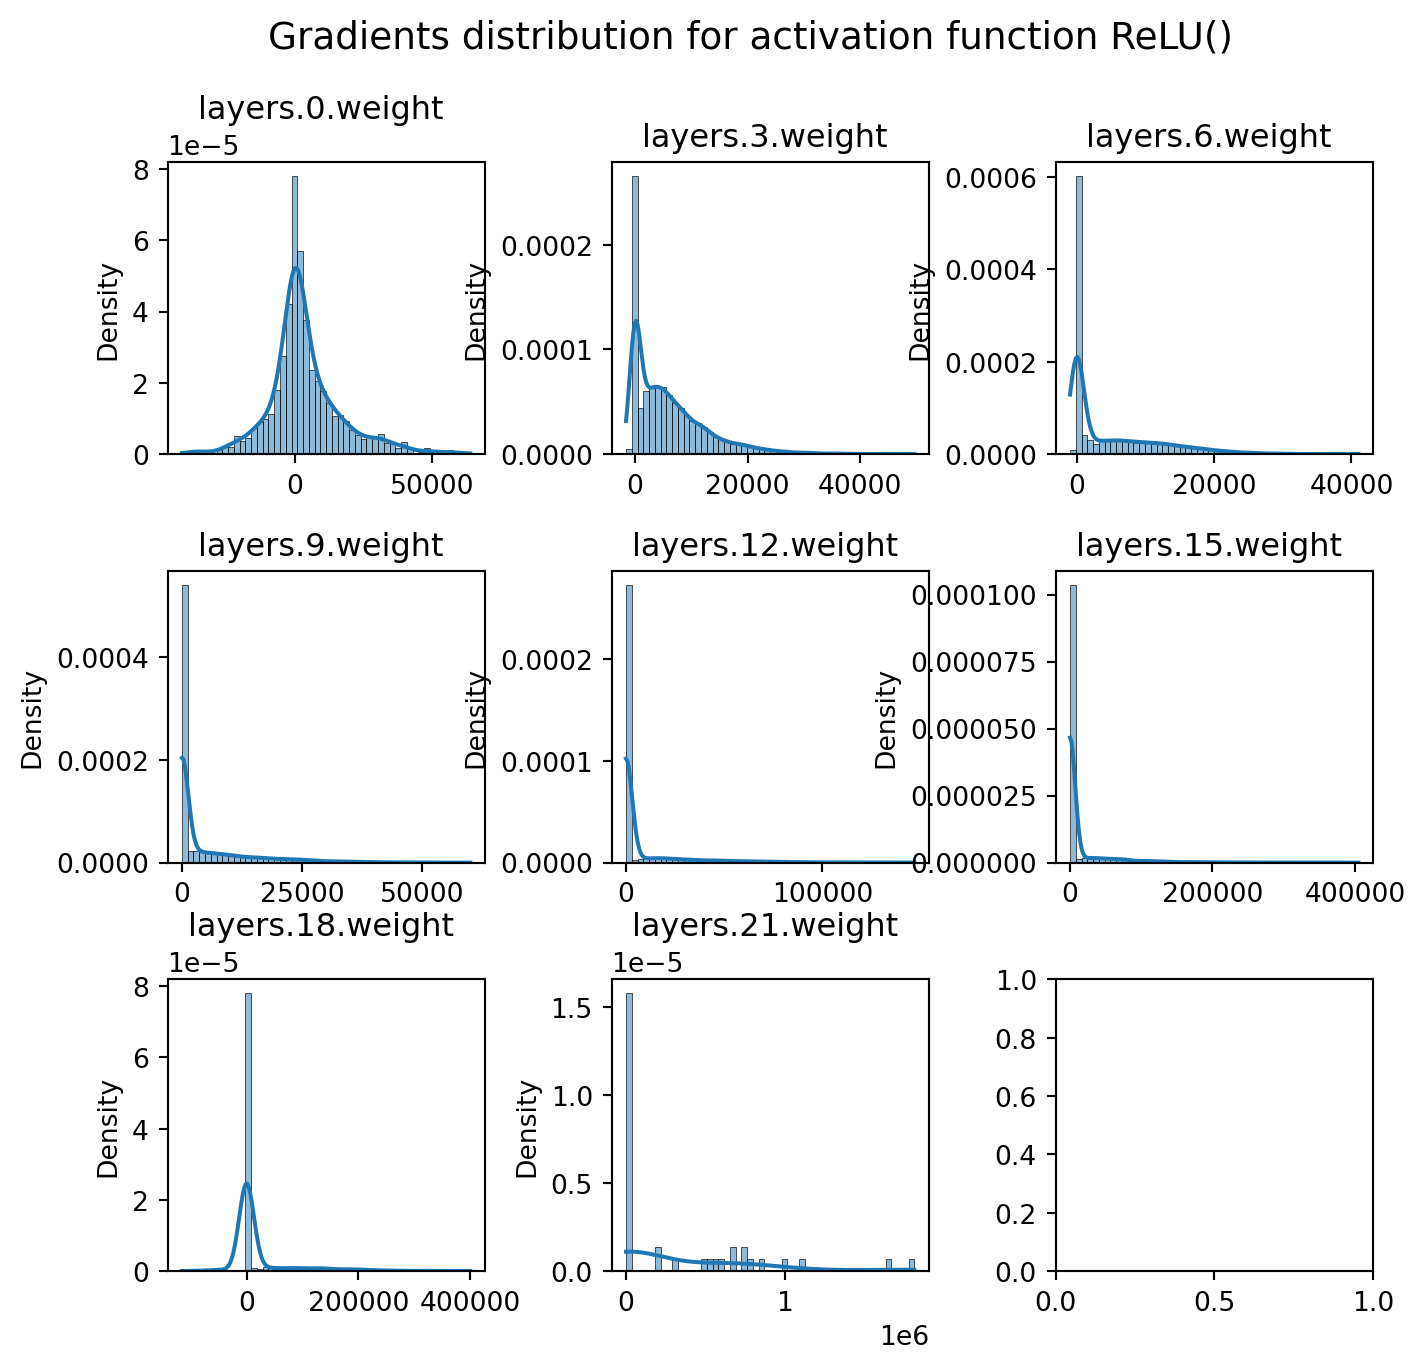 Gradients distribution for activation function ReLU()
layers.0.weight
layers.3.weight
layers.6.weight
1e−5
8
6
4
2
0
Density
0
50000
0.0002
0.0001
0.0000
Density
0
20000
40000
0.0006
0.0004
0.0002
0.0000
Density
0
20000
40000
layers.9.weight
layers.12.weight
layers.15.weight
0.0004
0.0002
0.0000
Density
0
25000
50000
0.0002
0.0001
0.0000
Density
0
100000
0.000100
0.000075
0.000050
0.000025
0.000000
Density
0
200000
400000
layers.18.weight
layers.21.weight
1e−5
8
6
4
2
0
Density
0
200000
400000
1e−5
1.5
1.0
0.5
0.0
Density
0
1
1e6
1.0
0.8
0.6
0.4
0.2
0.0
0.0
0.5
1.0